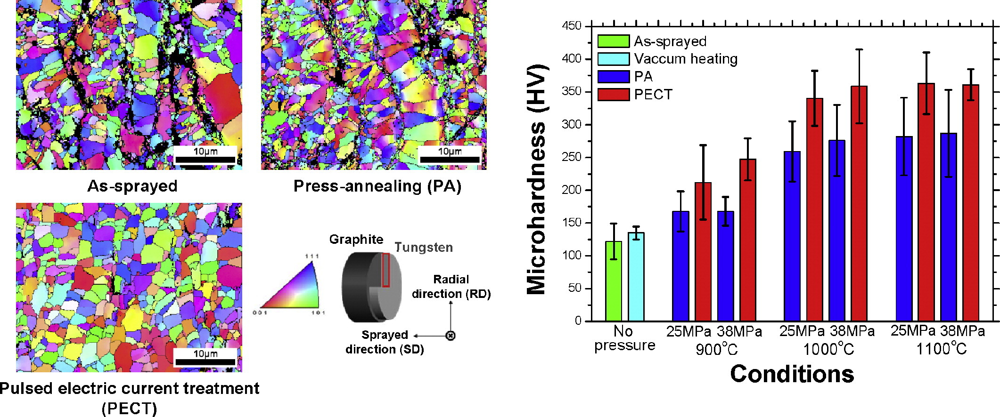 10μm
10μm
As-sprayed
Press-annealing (PA)
10μm
Pulsed electric current treatment
(PECT)
Graphite
Tungsten
111
001
101
Radial
direction (RD)
Sprayed
direction (SD)
Microhardness (HV)
450
400
350
300
250
200
150
100
50
0
As-sprayed
Vaccum heating
PA
PECT
No
pressure
25MPa 38MPa
900°C
25MPa 38MPa
1000°C
25MPa 38MPa
1100°C
Conditions